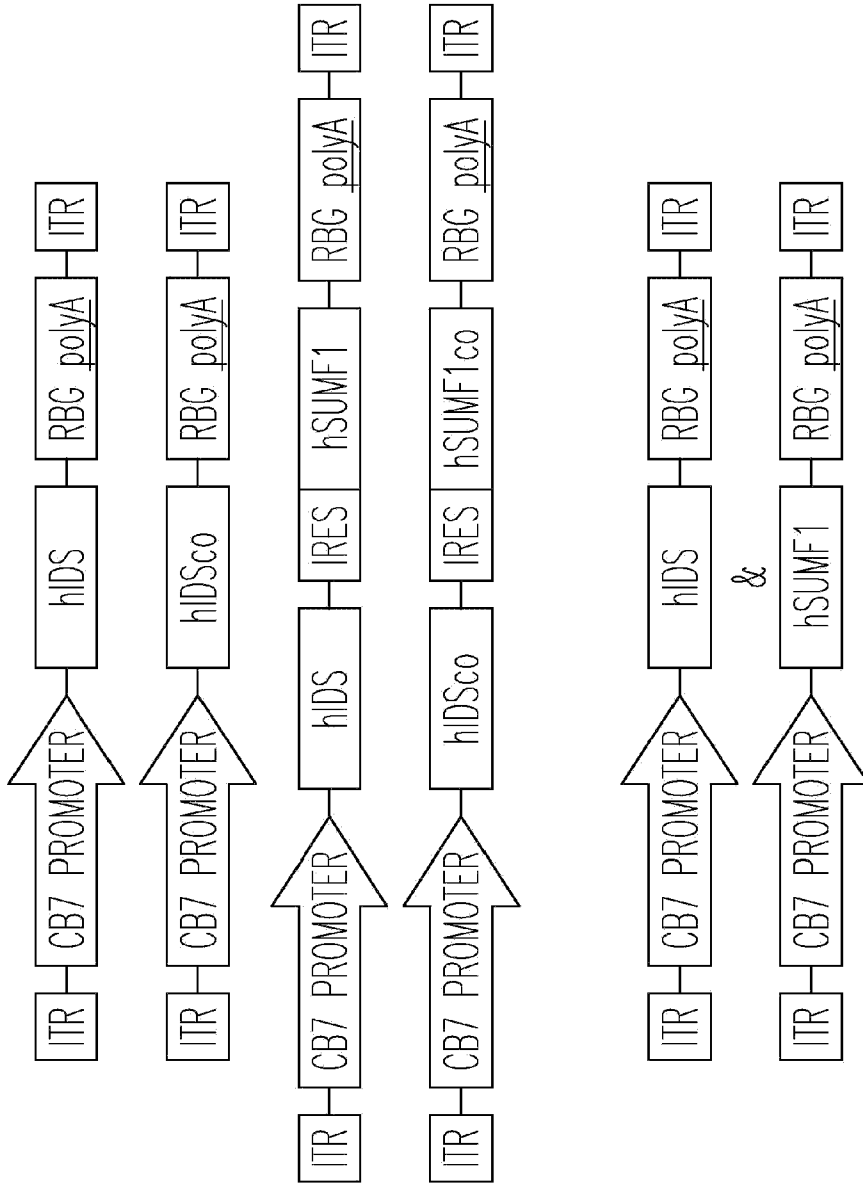 ITR CB7 PROMOTER hIDS RBG polyA ITR
ITR CB7 PROMOTER hIDSco RBG polyA ITR
ITR CB7 PROMOTER hIDS IRES hSUMF1 RBG polyA ITR
ITR CB7 PROMOTER hIDSco IRES hSUMF1co RBG polyA ITR
ITR CB7 PROMOTER hIDS RBG polyA ITR
&
ITR CB7 PROMOTER hSUMF1 RBG polyA ITR